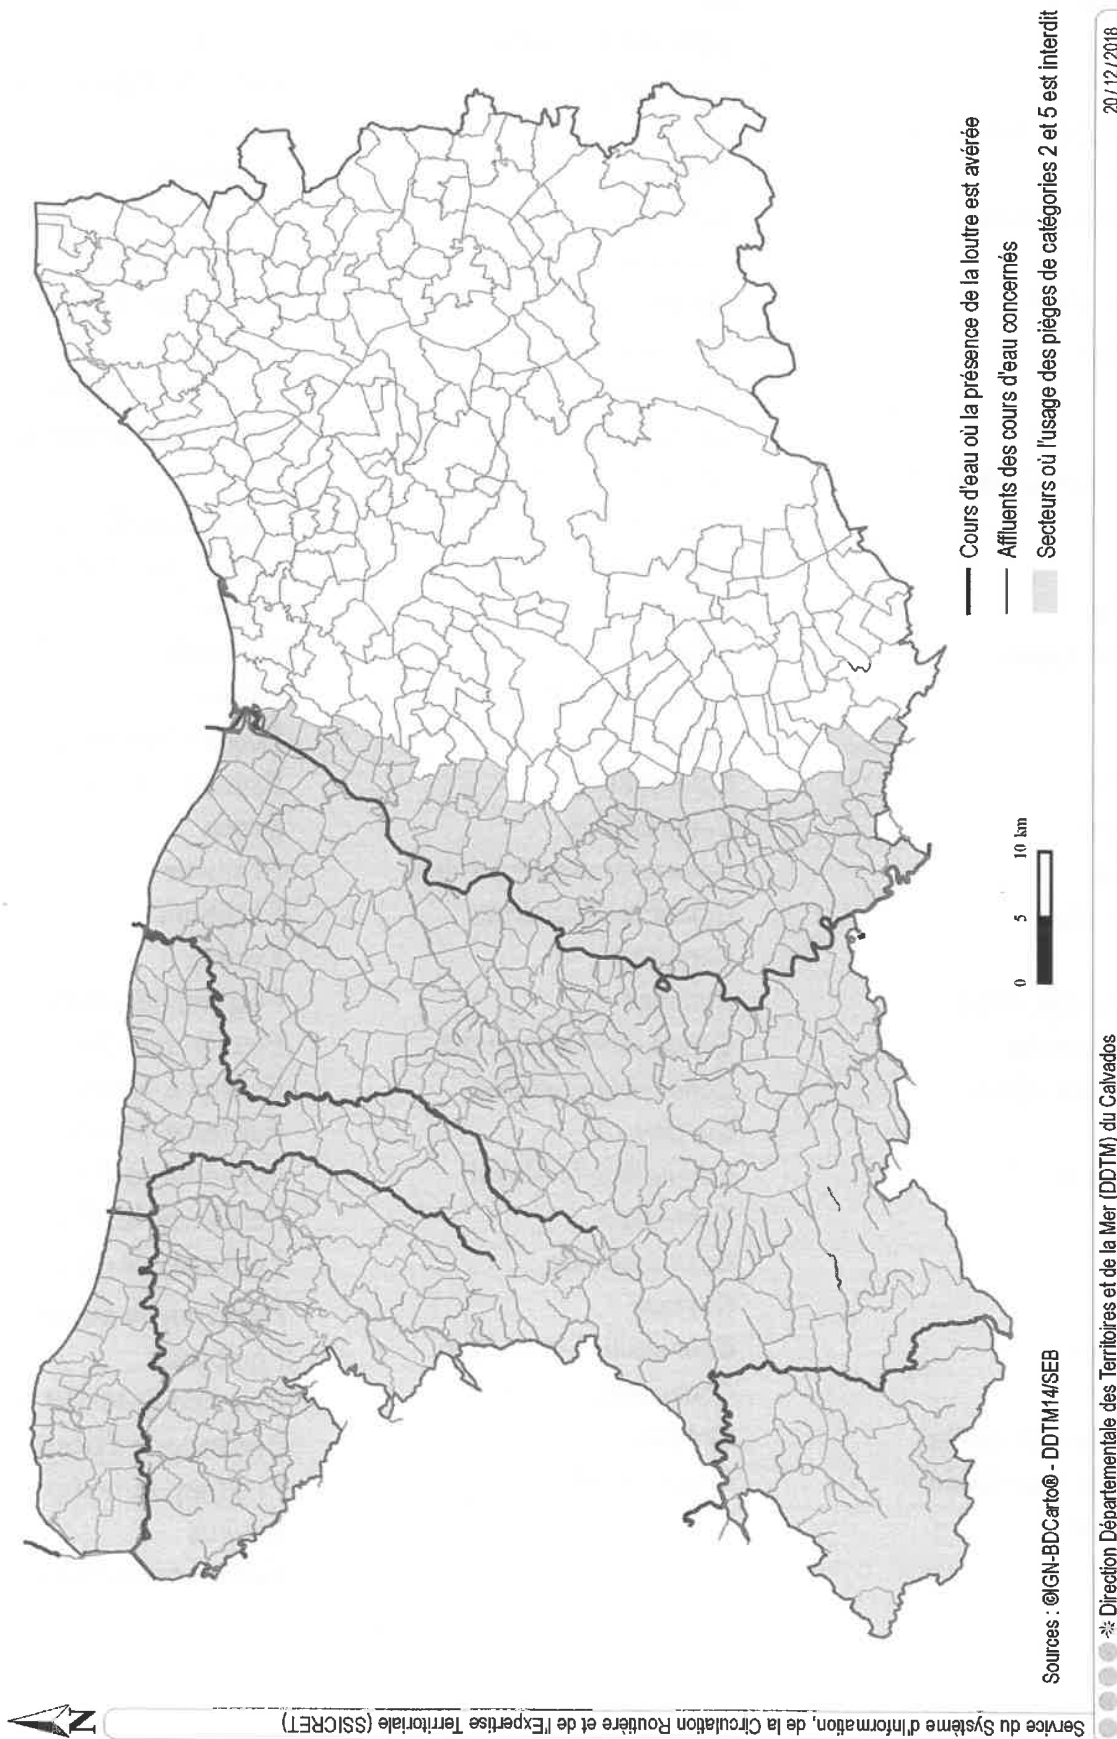 N
Service du Système d'Information, de la Circulation Routière et de l'Expertise Territoriale (SSICRET)
Cours d'eau où la présence de la loutre est avérée
Affluents des cours d'eau concernés
Secteurs où l'usage des pièges de catégories 2 et 5 est interdit
0 5 10 km
Sources : ©IGN-BDCarto® - DDTM14/SEB
Direction Départementale des Territoires et de la Mer (DDTM) du Calvados
20/12/2018